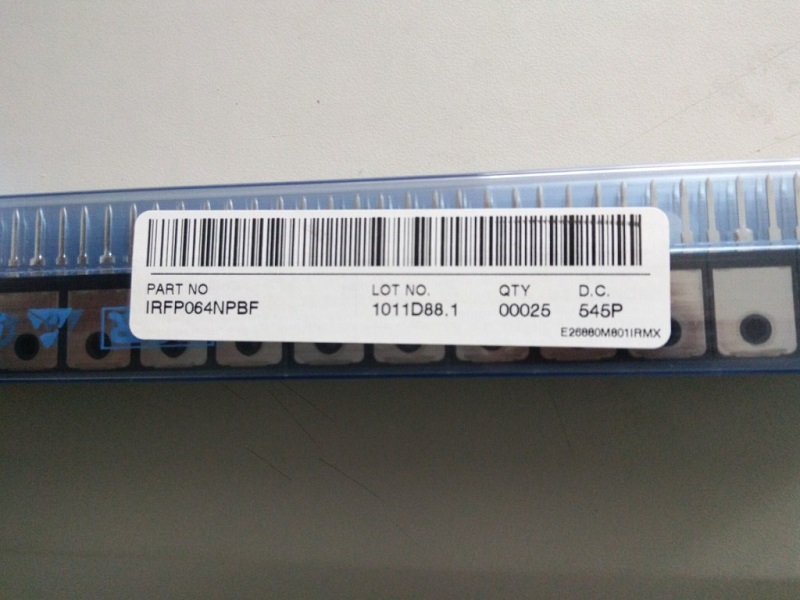 PART NO LOT NO. QTY D.C.
IRFP064NPBF 1011D88.1 00025 545P
E26880M801IRMX